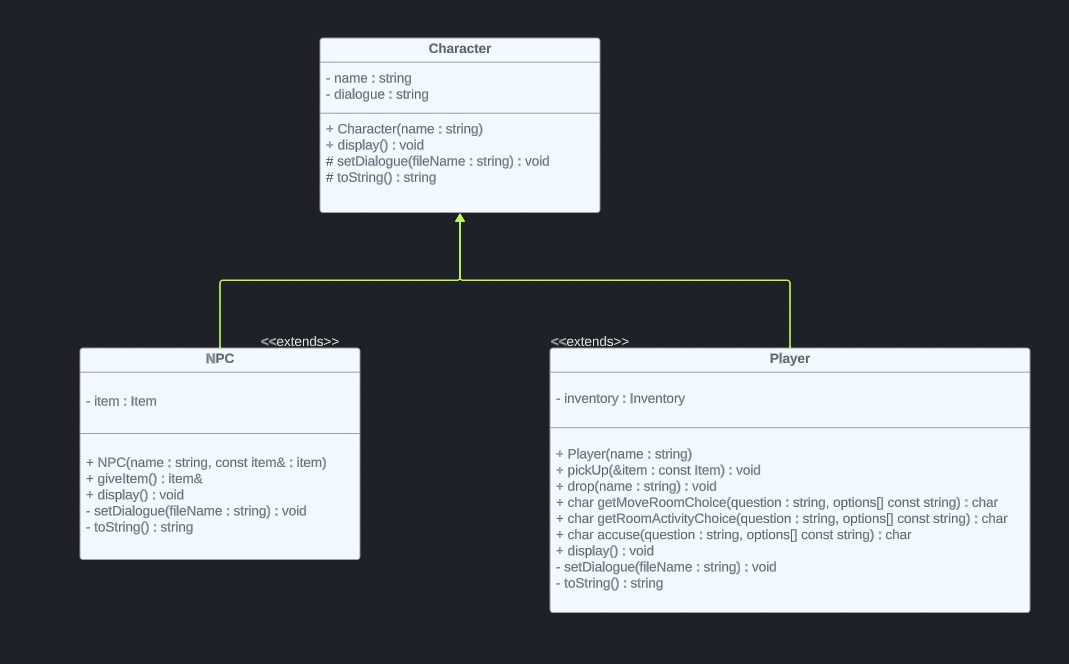 Character
- name : string
- dialogue : string
+ Character(name : string)
+ display() : void
# setDialogue(fileName : string) : void
# toString() : string
<<extends>>
NPC
- item : Item
+ NPC(name : string, const item& : item)
+ giveItem() : item&
+ display() : void
- setDialogue(fileName : string) : void
- toString() : string
<<extends>>
Player
- inventory : Inventory
+ Player(name : string)
+ pickUp(&item : const Item) : void
+ drop(name : string) : void
+ char getMoveRoomChoice(question : string, options[] const string) : char
+ char getRoomActivityChoice(question : string, options[] const string) : char
+ char accuse(question : string, options[] const string) : char
+ display() : void
- setDialogue(fileName : string) : void
- toString() : string